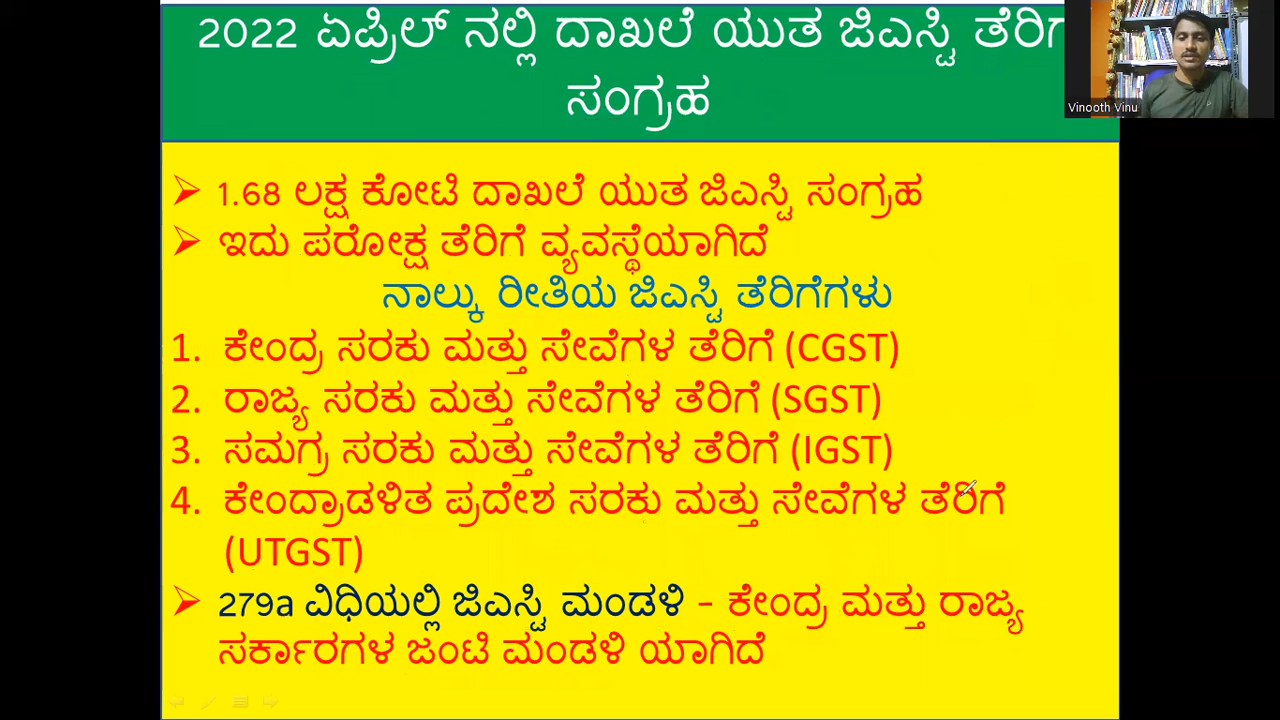 2022 ಏಪ್ರಿಲ್ ನಲ್ಲಿ ದಾಖಲೆ ಯುತ ಜಿಎಸ್ಟಿ ತೆರಿಗೆ
ಸಂಗ್ರಹ
Vinooth Vinu
➢ 1.68 ಲಕ್ಷ ಕೋಟಿ ದಾಖಲೆ ಯುತ ಜಿಎಸ್ಟಿ ಸಂಗ್ರಹ
➢ ಇದು ಪರೋಕ್ಷ ತೆರಿಗೆ ವ್ಯವಸ್ಥೆಯಾಗಿದೆ
ನಾಲ್ಕು ರೀತಿಯ ಜಿಎಸ್ಟಿ ತೆರಿಗೆಗಳು
1. ಕೇಂದ್ರ ಸರಕು ಮತ್ತು ಸೇವೆಗಳ ತೆರಿಗೆ (CGST)
2. ರಾಜ್ಯ ಸರಕು ಮತ್ತು ಸೇವೆಗಳ ತೆರಿಗೆ (SGST)
3. ಸಮಗ್ರ ಸರಕು ಮತ್ತು ಸೇವೆಗಳ ತೆರಿಗೆ (IGST)
4. ಕೇಂದ್ರಾಡಳಿತ ಪ್ರದೇಶ ಸರಕು ಮತ್ತು ಸೇವೆಗಳ ತೆರಿಗೆ
(UTGST)
➢ 279a ವಿಧಿಯಲ್ಲಿ ಜಿಎಸ್ಟಿ ಮಂಡಳಿ – ಕೇಂದ್ರ ಮತ್ತು ರಾಜ್ಯ
ಸರ್ಕಾರಗಳ ಜಂಟಿ ಮಂಡಳಿ ಯಾಗಿದೆ